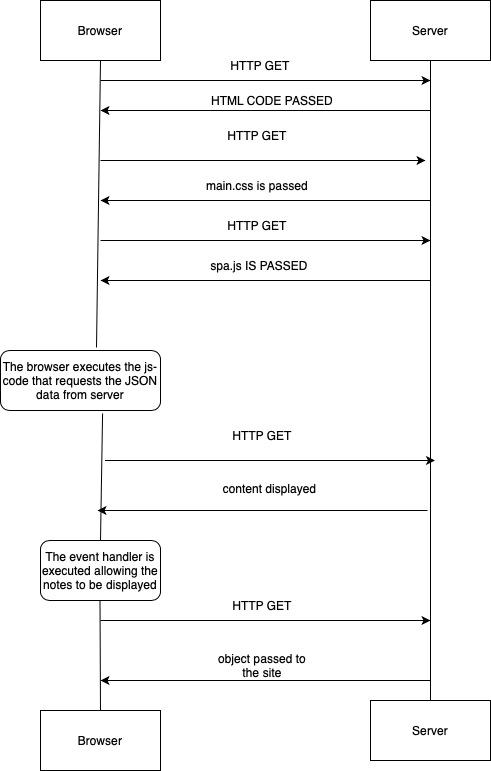 Browser
Server
HTTP GET
HTML CODE PASSED
HTTP GET
main.css is passed
HTTP GET
spa.js IS PASSED
The browser executes the js-
code that requests the JSON
data from server
HTTP GET
content displayed
The event handler is
executed allowing the
notes to be displayed
HTTP GET
object passed to
the site
Browser
Server